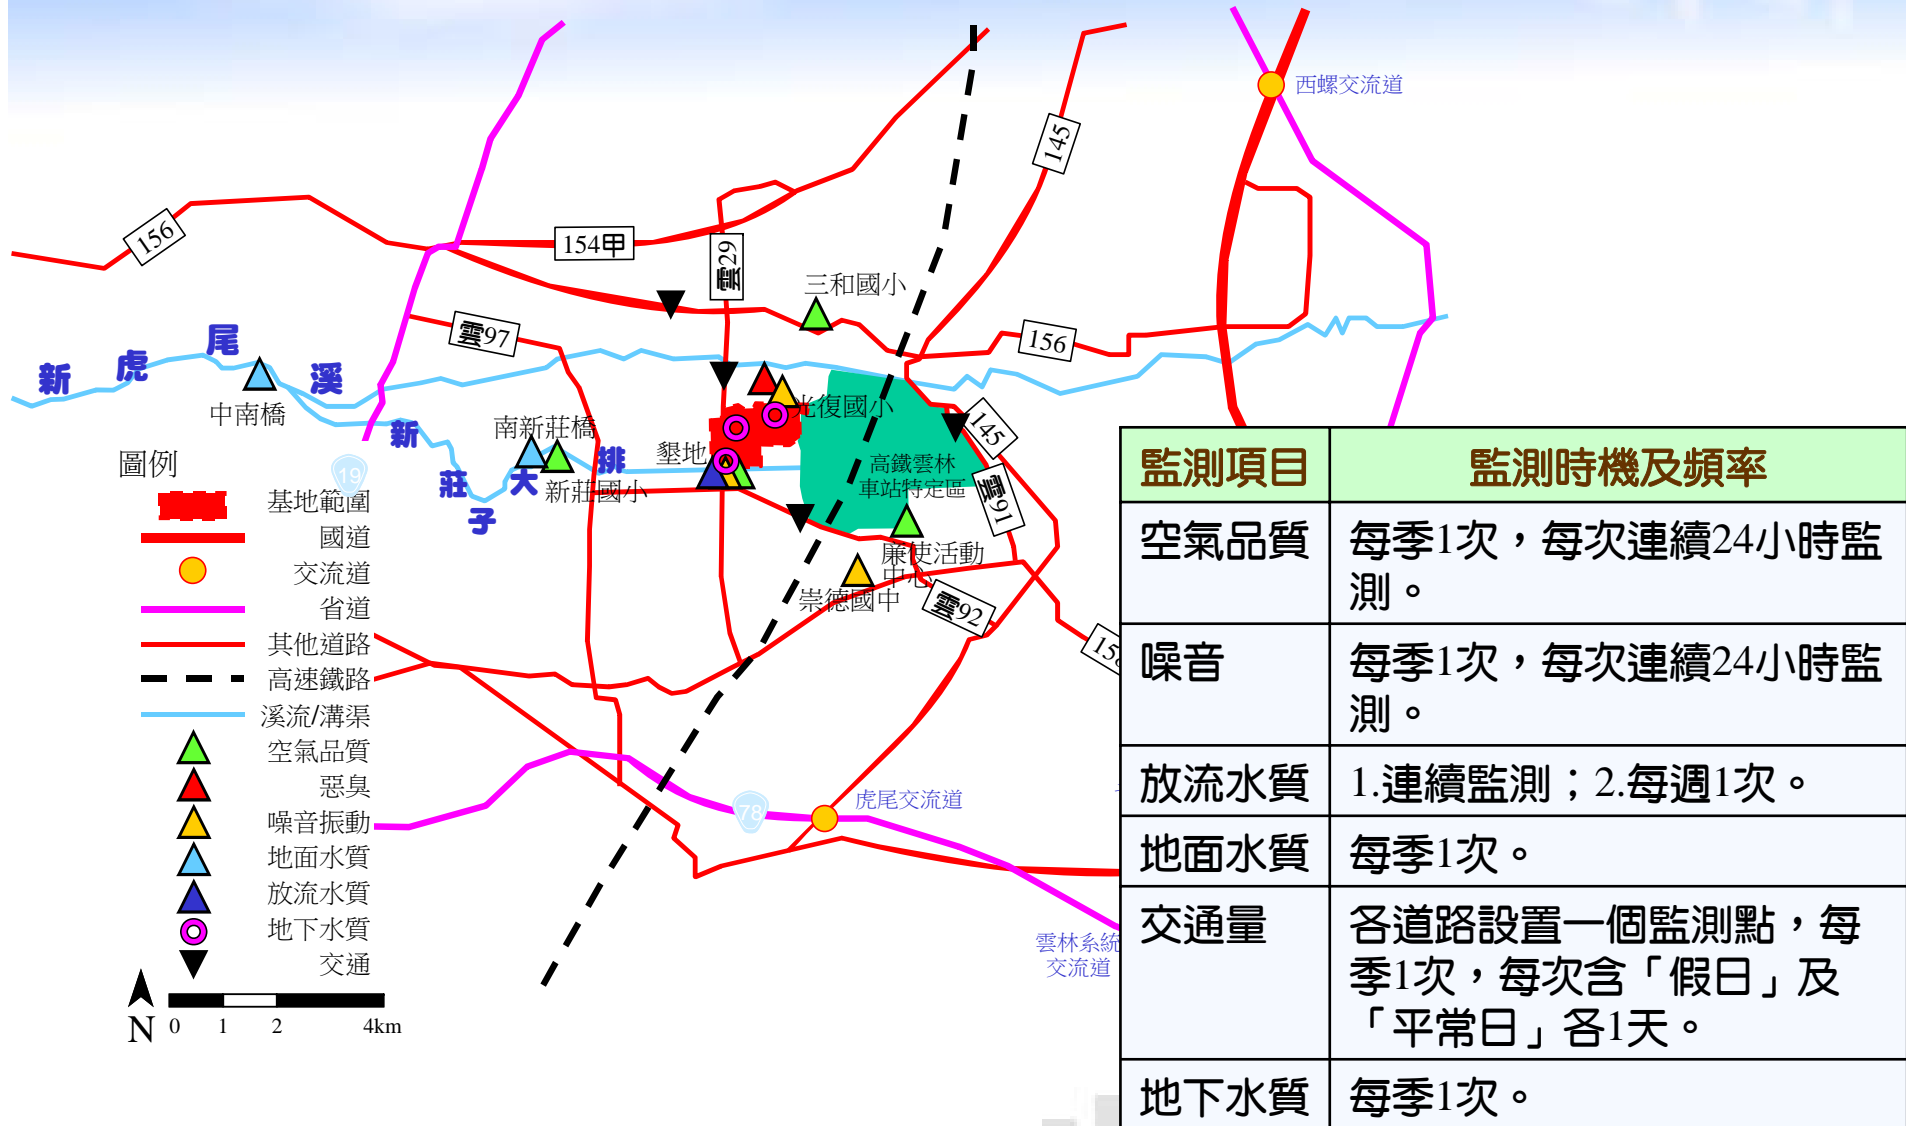 西螺交流道
145
156
154甲
雲29
三和國小
雲97
156
新虎尾溪
中南橋
光復國小
145
新莊子大排
南新莊橋
墾地
新莊國小
高鐵雲林
車站特定區
雲91
廉使活動
中心
崇德國中
雲92
19
78
虎尾交流道
雲林系統
交流道
圖例
基地範圍
國道
交流道
省道
其他道路
高速鐵路
溪流/溝渠
空氣品質
惡臭
噪音振動
地面水質
放流水質
地下水質
交通
N
0 1 2 4km
監測項目 監測時機及頻率
空氣品質 每季1次，每次連續24小時監
測。
噪音 每季1次，每次連續24小時監
測。
放流水質 1.連續監測；2.每週1次。
地面水質 每季1次。
交通量 各道路設置一個監測點，每
季1次，每次含「假日」及
「平常日」各1天。
地下水質 每季1次。